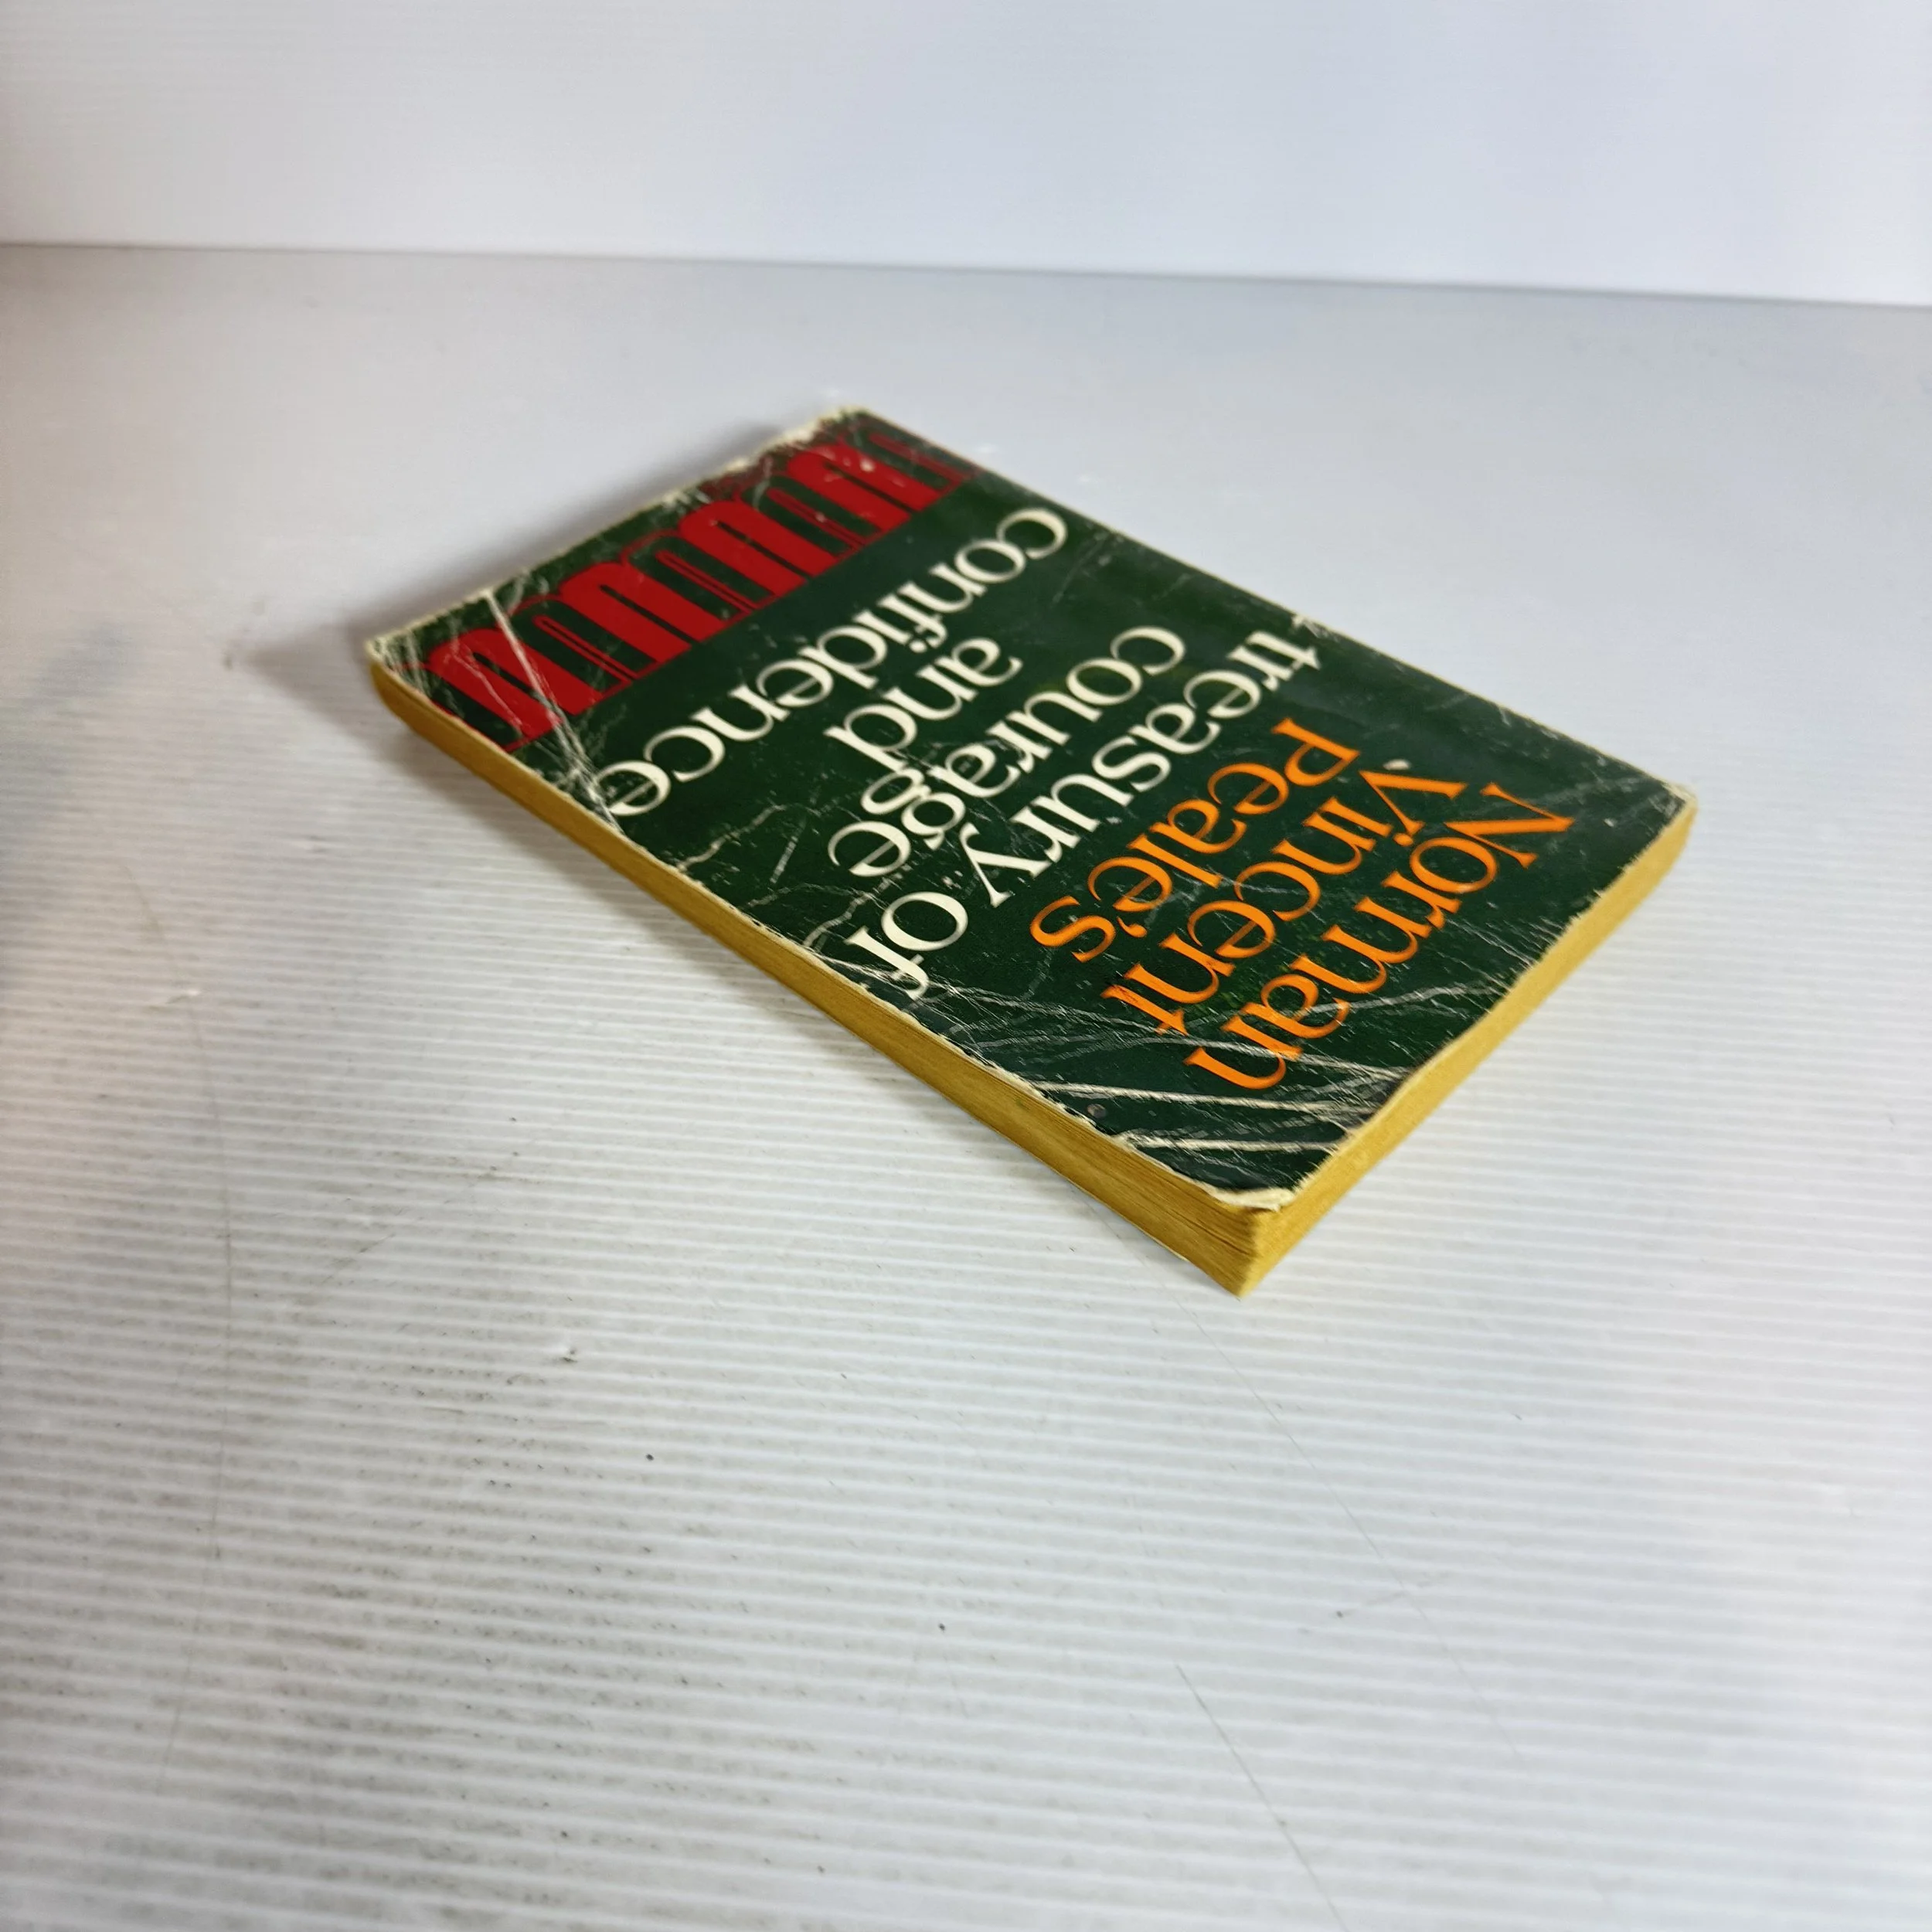 Norman
Vincent
Peale's
treasury of
courage
and
confidence